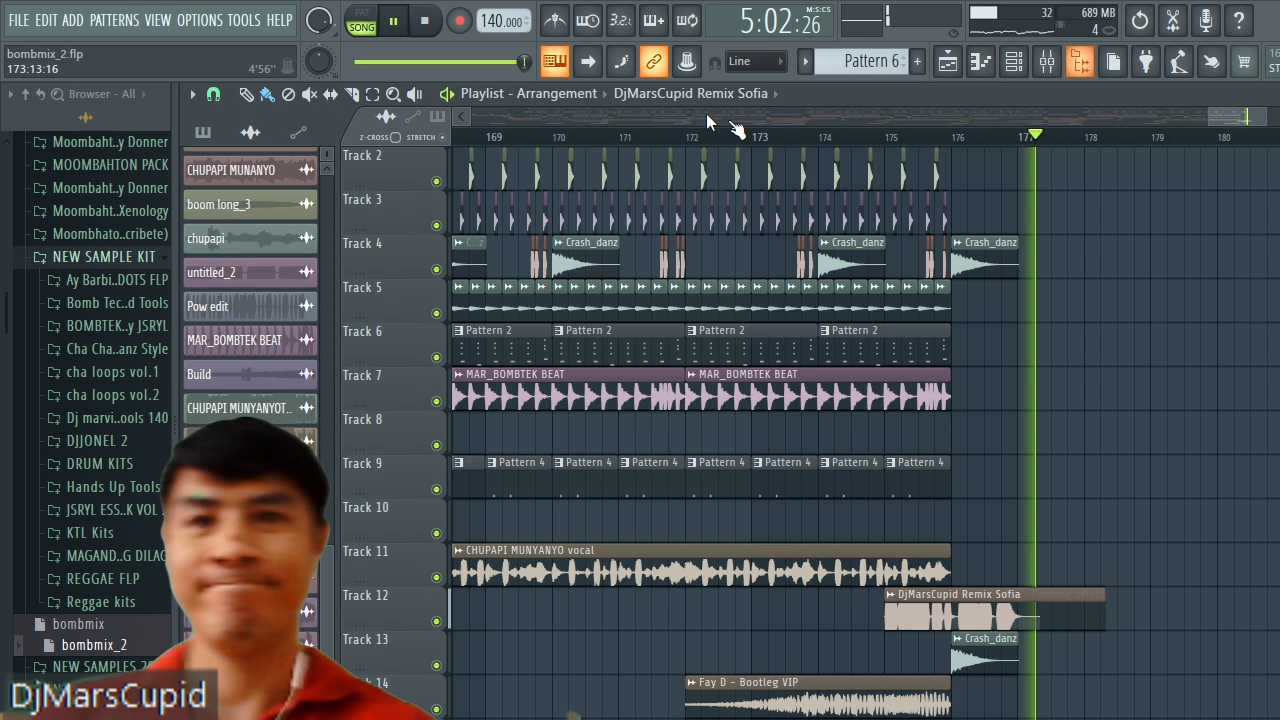 FILE EDIT ADD PATTERNS VIEW OPTIONS TOOLS HELP
PAT
SONG
140.000
3.2..
5:02:26
M:S:CS
32
689 MB
4
bombmix_2.flp
173:13:16
4'56"
Line
Pattern 6
Browser - All
Playlist - Arrangement
DjMarsCupid Remix Sofia
Z-CROSS
STRETCH
169
170
171
172
173
174
175
176
177
178
179
180
Moombaht..y Donner
MOOMBAHTON PACK
Moombaht..y Donner
Moombaht..Xenology
Moombhato..cribete)
NEW SAMPLE KIT
Ay Barbi..DOTS FLP
Bomb Tec..d Tools
BOMBTEK..y JSRYL
Cha Cha..anz Style
cha loops vol.1
cha loops vol.2
Dj marvi..ools 140
DJJONEL 2
DRUM KITS
Hands Up Tools
JSRYL ESS..K VOL
KTL Kits
MAGAND..G DILAG
REGGAE FLP
Reggae kits
bombmix
bombmix_2
NEW SAMPLES
CHUPAPI MUNANYO
boom long_3
chupapi
untitled_2
Pow edit
MAR_BOMBTEK BEAT
Build
CHUPAPI MUNYANYOT..
Track 2
Track 3
Track 4
Crash_danz
Crash_danz
Crash_danz
Track 5
Track 6
Pattern 2
Pattern 2
Pattern 2
Pattern 2
Track 7
MAR_BOMBTEK BEAT
MAR_BOMBTEK BEAT
Track 8
Track 9
Pattern 4
Pattern 4
Pattern 4
Pattern 4
Pattern 4
Pattern 4
Pattern 4
Track 10
Track 11
CHUPAPI MUNYANYO vocal
Track 12
DjMarsCupid Remix Sofia
Track 13
Crash_danz
14
Fay D - Bootleg VIP
DjMarsCupid